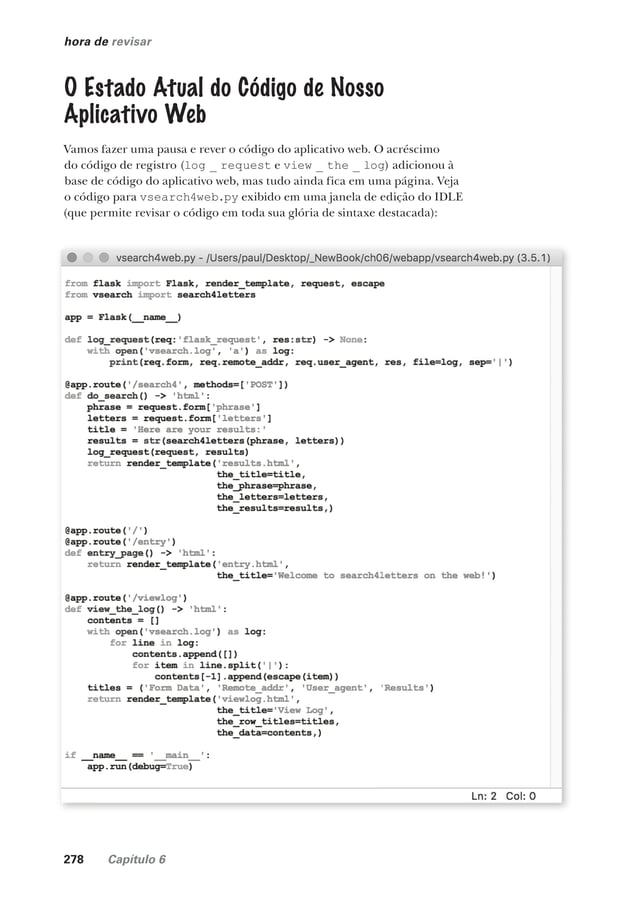 hora de revisar
O Estado Atual do Código de Nosso
Aplicativo Web
Vamos fazer uma pausa e rever o código do aplicativo web. O acréscimo
do código de registro (log _ request e view _ the _ log) adicionou à
base de código do aplicativo web, mas tudo ainda fica em uma página. Veja
o código para vsearch4web.py exibido em uma janela de edição do IDLE
(que permite revisar o código em toda sua glória de sintaxe destacada):
vsearch4web.py - /Users/paul/Desktop/_NewBook/ch06/webapp/vsearch4web.py (3.5.1)
from flask import Flask, render_template, request, escape
from vsearch import search4letters
app = Flask(__name__)
def log_request(req:'flask_request', res:str) -> None:
    with open('vsearch.log', 'a') as log:
        print(req.form, req.remote_addr, req.user_agent, res, file=log, sep='|')
@app.route('/search4', methods=['POST'])
def do_search() -> 'html':
    phrase = request.form['phrase']
    letters = request.form['letters']
    title = 'Here are your results:'
    results = str(search4letters(phrase, letters))
    log_request(request, results)
    return render_template('results.html',
                           the_title=title,
                           the_phrase=phrase,
                           the_letters=letters,
                           the_results=results,)
@app.route('/')
@app.route('/entry')
def entry_page() -> 'html':
    return render_template('entry.html',
                           the_title='Welcome to search4letters on the web!')
@app.route('/viewlog')
def view_the_log() -> 'html':
    contents = []
    with open('vsearch.log') as log:
        for line in log:
            contents.append([])
            for item in line.split('|'):
                contents[-1].append(escape(item))
    titles = ('Form Data', 'Remote_addr', 'User_agent', 'Results')
    return render_template('viewlog.html',
                           the_title='View Log',
                           the_row_titles=titles,
                           the_data=contents,)
if __name__ == '__main__':
    app.run(debug=True)
Ln: 2 Col: 0
278 Capítulo 6